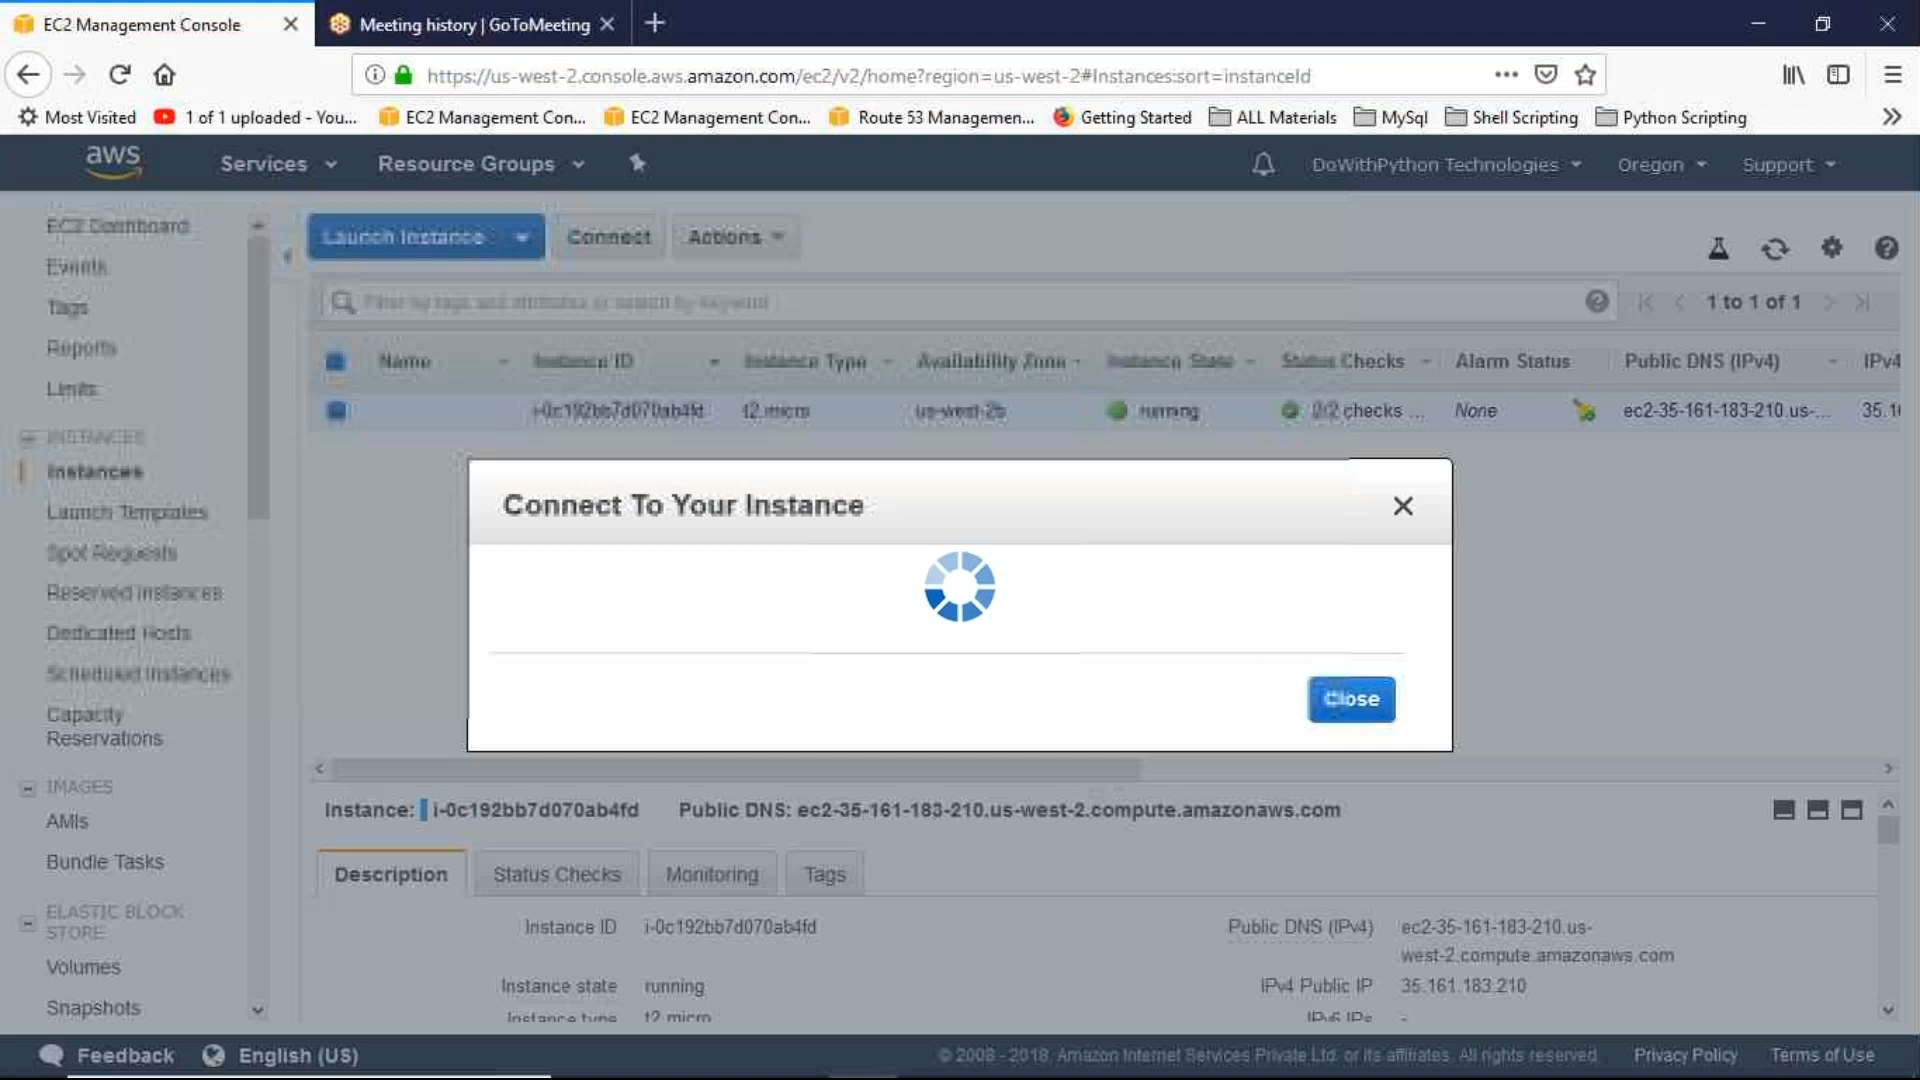 EC2 Management Console
Meeting history | GoToMeeting
https://us-west-2.console.aws.amazon.com/ec2/v2/home?region=us-west-2#Instances:sort=instanceId
Most Visited
1 of 1 uploaded - You...
EC2 Management Con...
EC2 Management Con...
Route 53 Managemen...
Getting Started
ALL Materials
MySql
Shell Scripting
Python Scripting
aws
Services
Resource Groups
DoWithPython Technologies
Oregon
Support
EC2 Dashboard
Events
Tags
Reports
Limits
INSTANCES
Instances
Launch Templates
Spot Requests
Reserved Instances
Dedicated Hosts
Scheduled Instances
Capacity
Reservations
IMAGES
AMIs
Bundle Tasks
ELASTIC BLOCK
STORE
Volumes
Snapshots
Launch Instance
Connect
Actions
Filter by tags and attributes or search by keyword
1 to 1 of 1
Name Instance ID Instance Type Availability Zone Instance State Status Checks Alarm Status Public DNS (IPv4) IPv4
i-0c192bb7d070ab4fd t2.micro us-west-2b running 2/2 checks ... None ec2-35-161-183-210.us-... 35.1
Connect To Your Instance
Close
Instance: i-0c192bb7d070ab4fd Public DNS: ec2-35-161-183-210.us-west-2.compute.amazonaws.com
Description
Status Checks
Monitoring
Tags
Instance ID i-0c192bb7d070ab4fd
Public DNS (IPv4) ec2-35-161-183-210.us-
west-2.compute.amazonaws.com
Instance state running
IPv4 Public IP 35.161.183.210
Instance type t2.micro
IPv6 IPs -
Feedback
English (US)
© 2008 - 2018, Amazon Internet Services Private Ltd. or its affiliates. All rights reserved.
Privacy Policy
Terms of Use